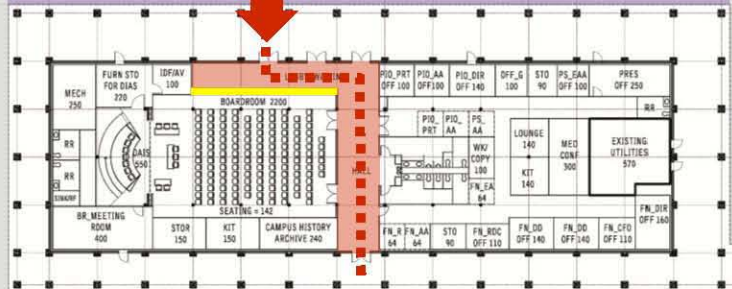 MECH
250
FURN STO
FOR DIAS
220
IDF/AV
100
PIO_PRT
OFF 100
PIO_AA
OFF100
PIO_DIR
OFF 140
OFF_G
100
STO
90
PS_EAA
OFF 100
PRES
OFF 250
RR
BOARDROOM 2200
RR
DAIS
550
RR
HALL
PIO_
PRT
PIO_
AA
PS_
AA
WK/
COPY
100
FN_EA
64
LOUNGE
140
KIT
140
MED
CONF
300
EXISTING
UTILITIES
570
BR_MEETING
ROOM
400
SEATING = 142
STOR
150
KIT
150
CAMPUS HISTORY
ARCHIVE 240
FN_R
64
FN_AA
64
STO
90
FN_RDC
OFF 110
FN_DD
OFF 140
FN_DD
OFF 140
FN_CFO
OFF 110
FN_DIR
OFF 160